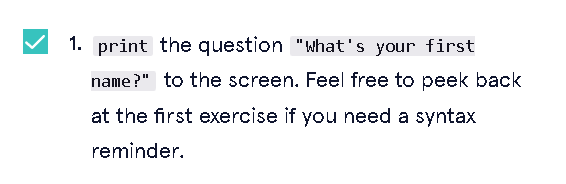 1. print the question "What's your first
name?" to the screen. Feel free to peek back
at the first exercise if you need a syntax
reminder.